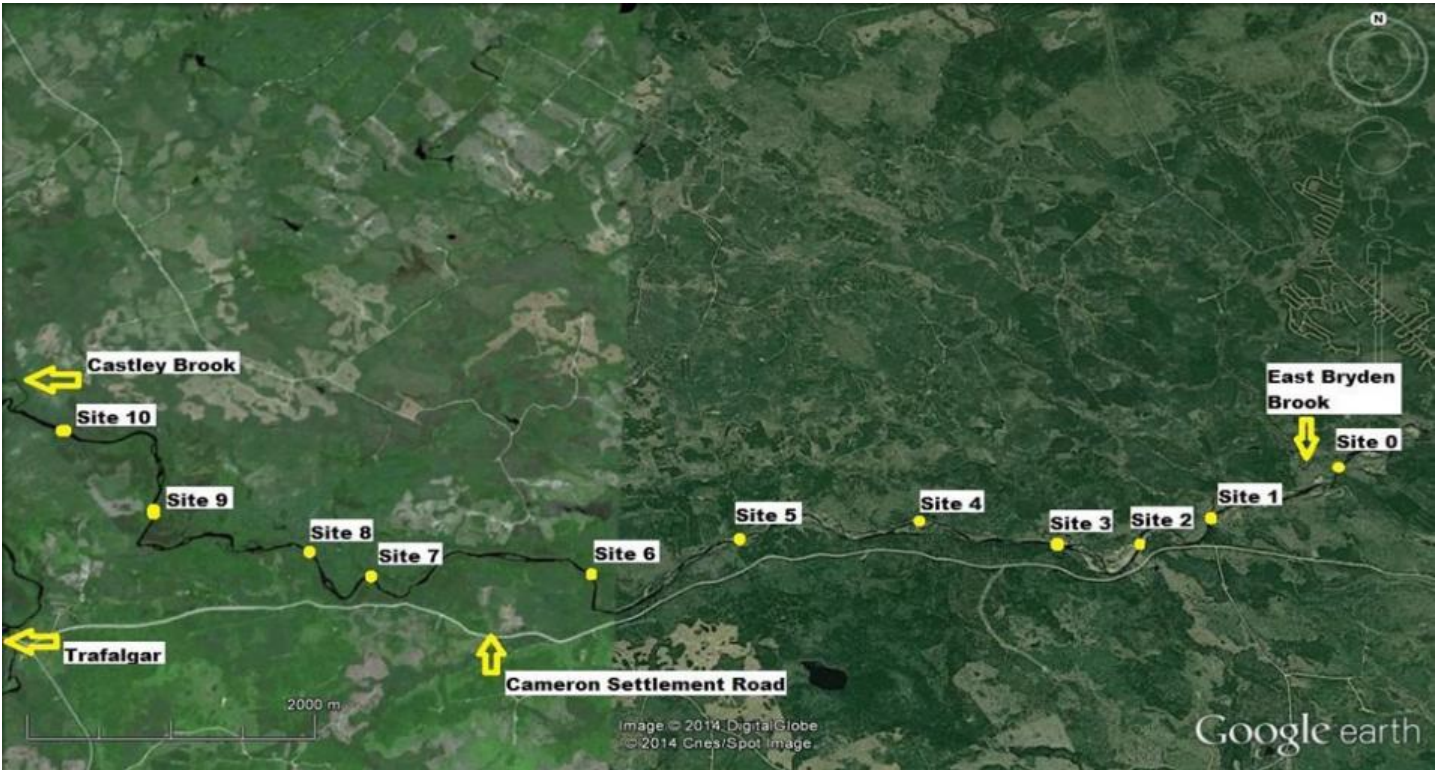 N
Castley Brook
Site 10
East Bryden
Brook
Site 0
Site 9
Site 1
Site 4
Site 5
Site 3
Site 2
Site 8
Site 7
Site 6
Trafalgar
Cameron Settlement Road
2000 m
Image © 2014 DigitalGlobe
© 2014 Cnes/Spot Image
Google earth